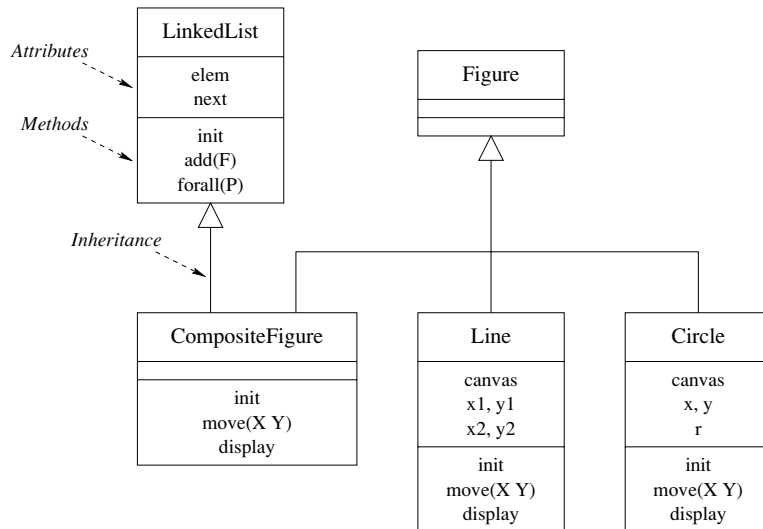 LinkedList
Attributes
elem
next
Methods
init
add(F)
forall(P)
Inheritance
Figure
CompositeFigure
init
move(X Y)
display
Line
canvas
x1, y1
x2, y2
init
move(X Y)
display
Circle
canvas
x, y
r
init
move(X Y)
display